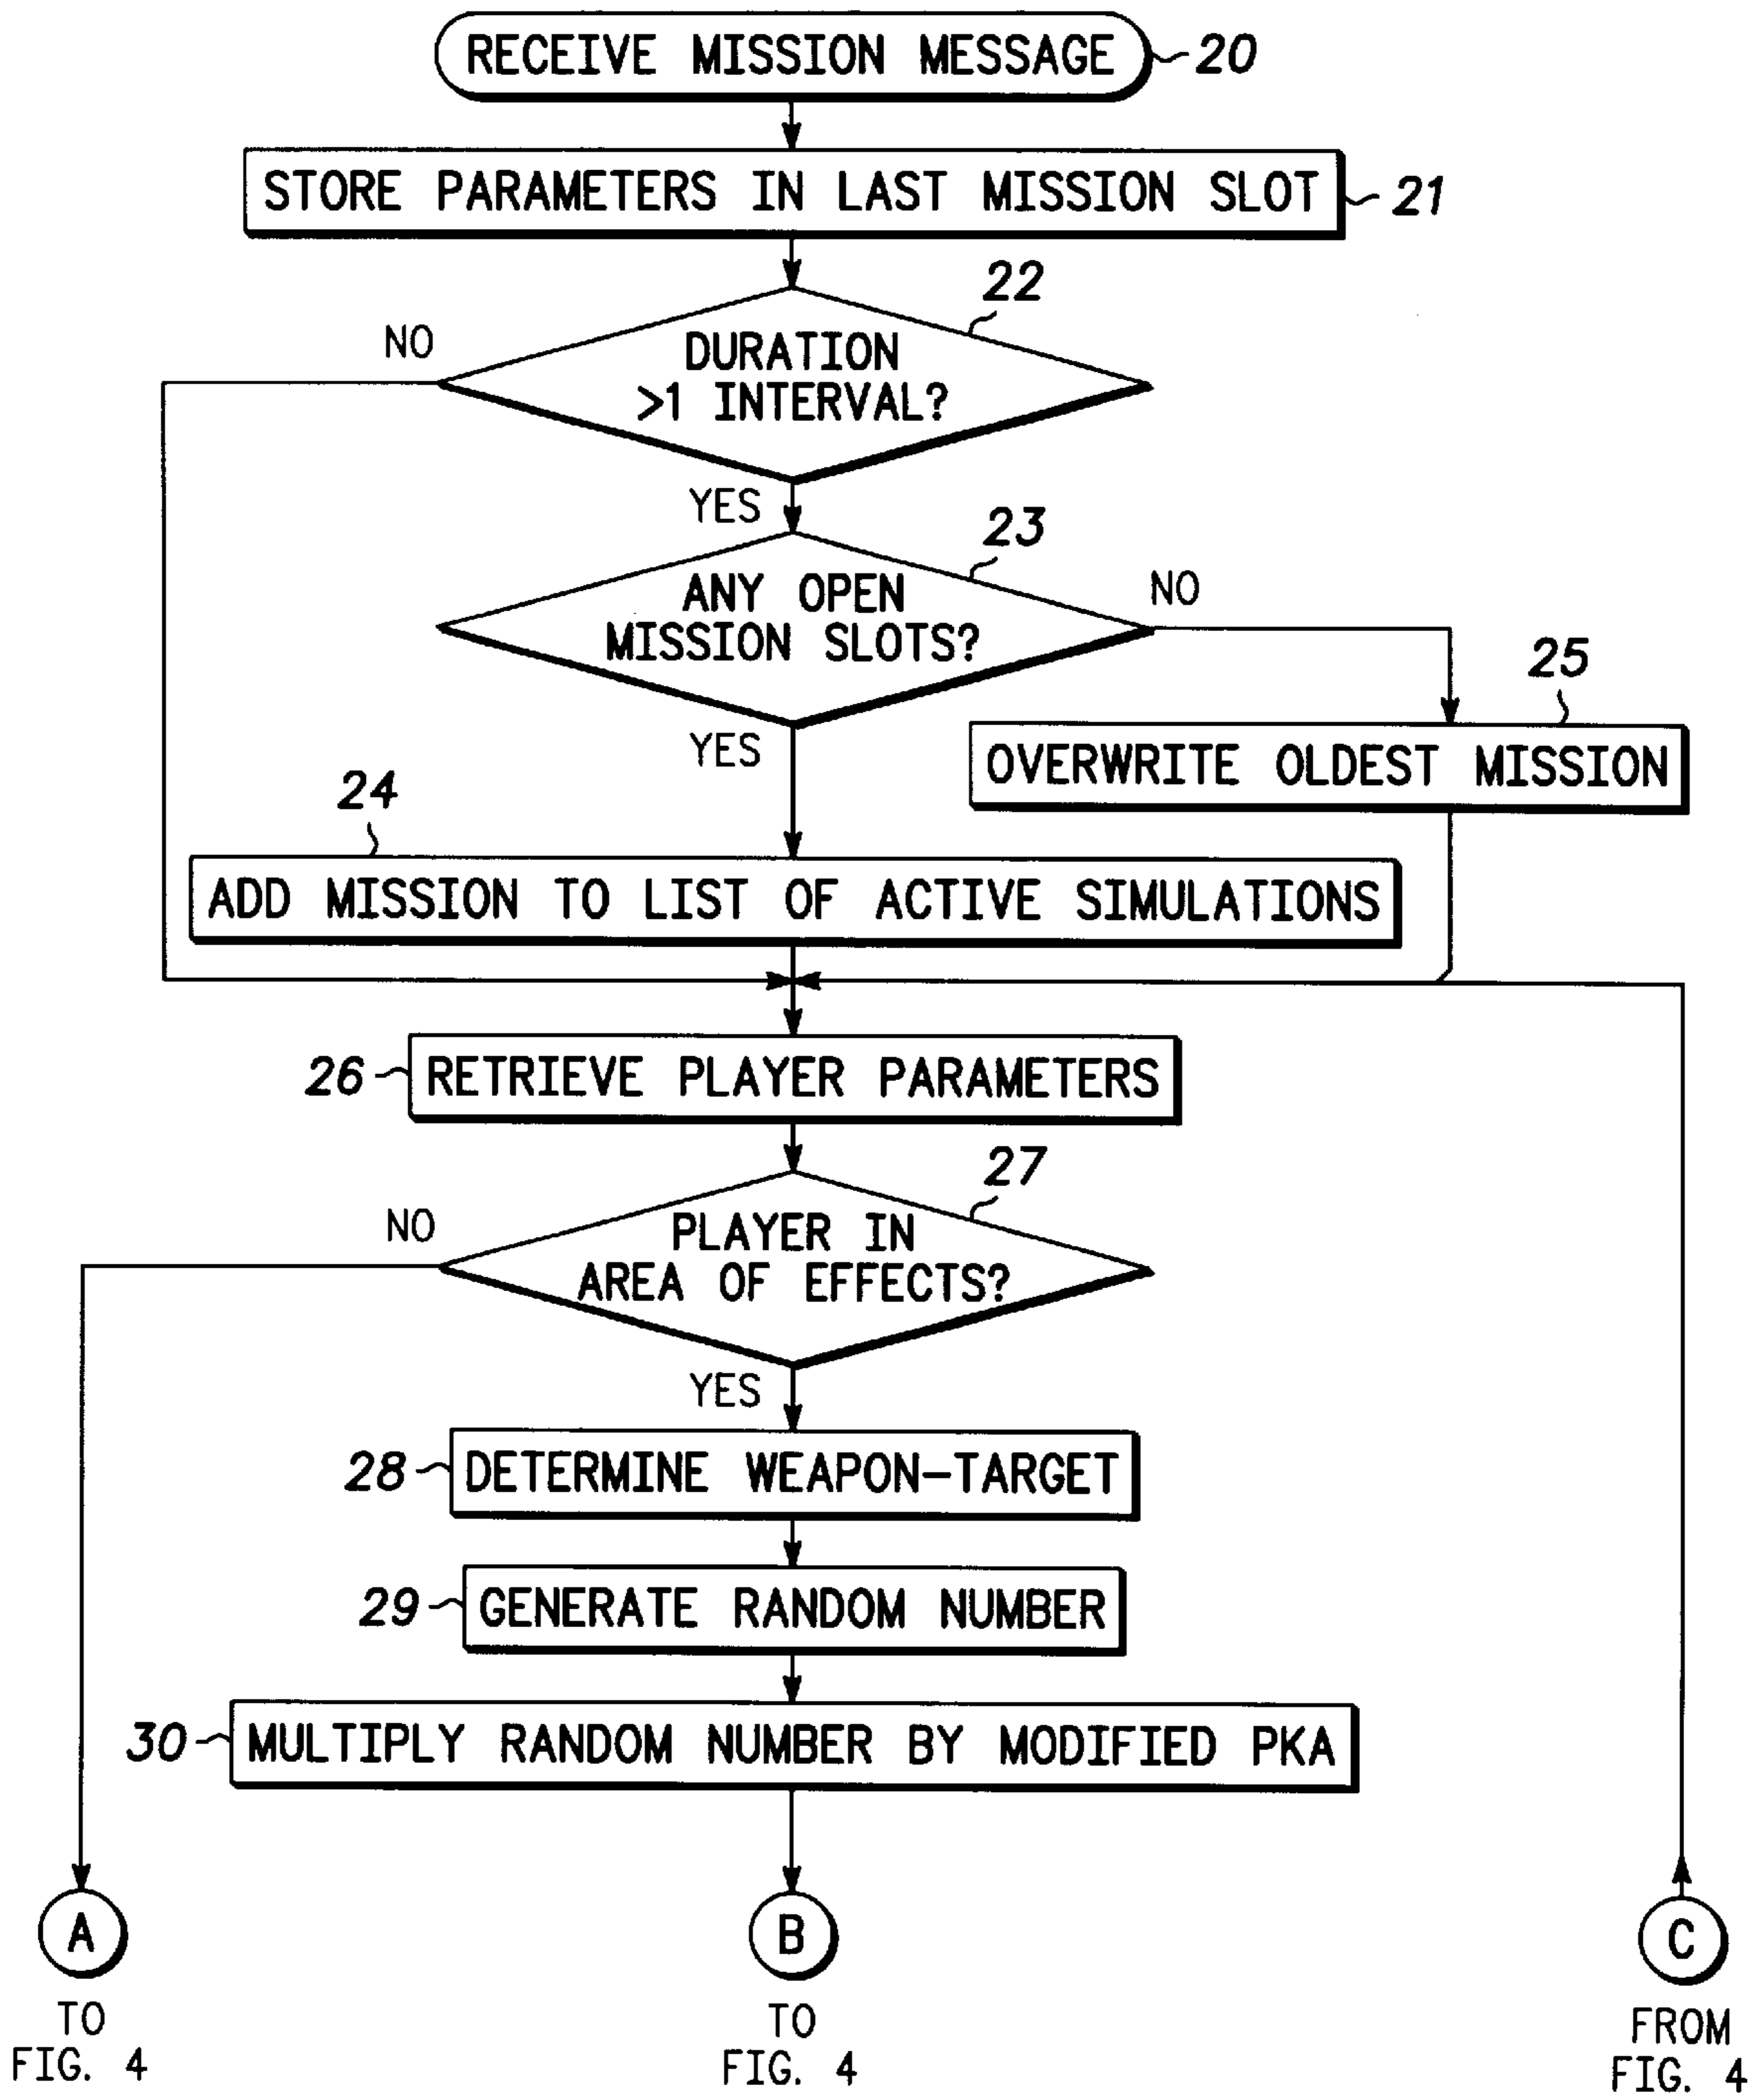 RECEIVE MISSION MESSAGE
20
STORE PARAMETERS IN LAST MISSION SLOT
21
22
NO
DURATION
>1 INTERVAL?
YES
23
ANY OPEN
MISSION SLOTS?
NO
25
YES
OVERWRITE OLDEST MISSION
24
ADD MISSION TO LIST OF ACTIVE SIMULATIONS
26
RETRIEVE PLAYER PARAMETERS
27
NO
PLAYER IN
AREA OF EFFECTS?
YES
28
DETERMINE WEAPON-TARGET
29
GENERATE RANDOM NUMBER
30
MULTIPLY RANDOM NUMBER BY MODIFIED PKA
A
B
C
TO
FIG. 4
TO
FIG. 4
FROM
FIG. 4